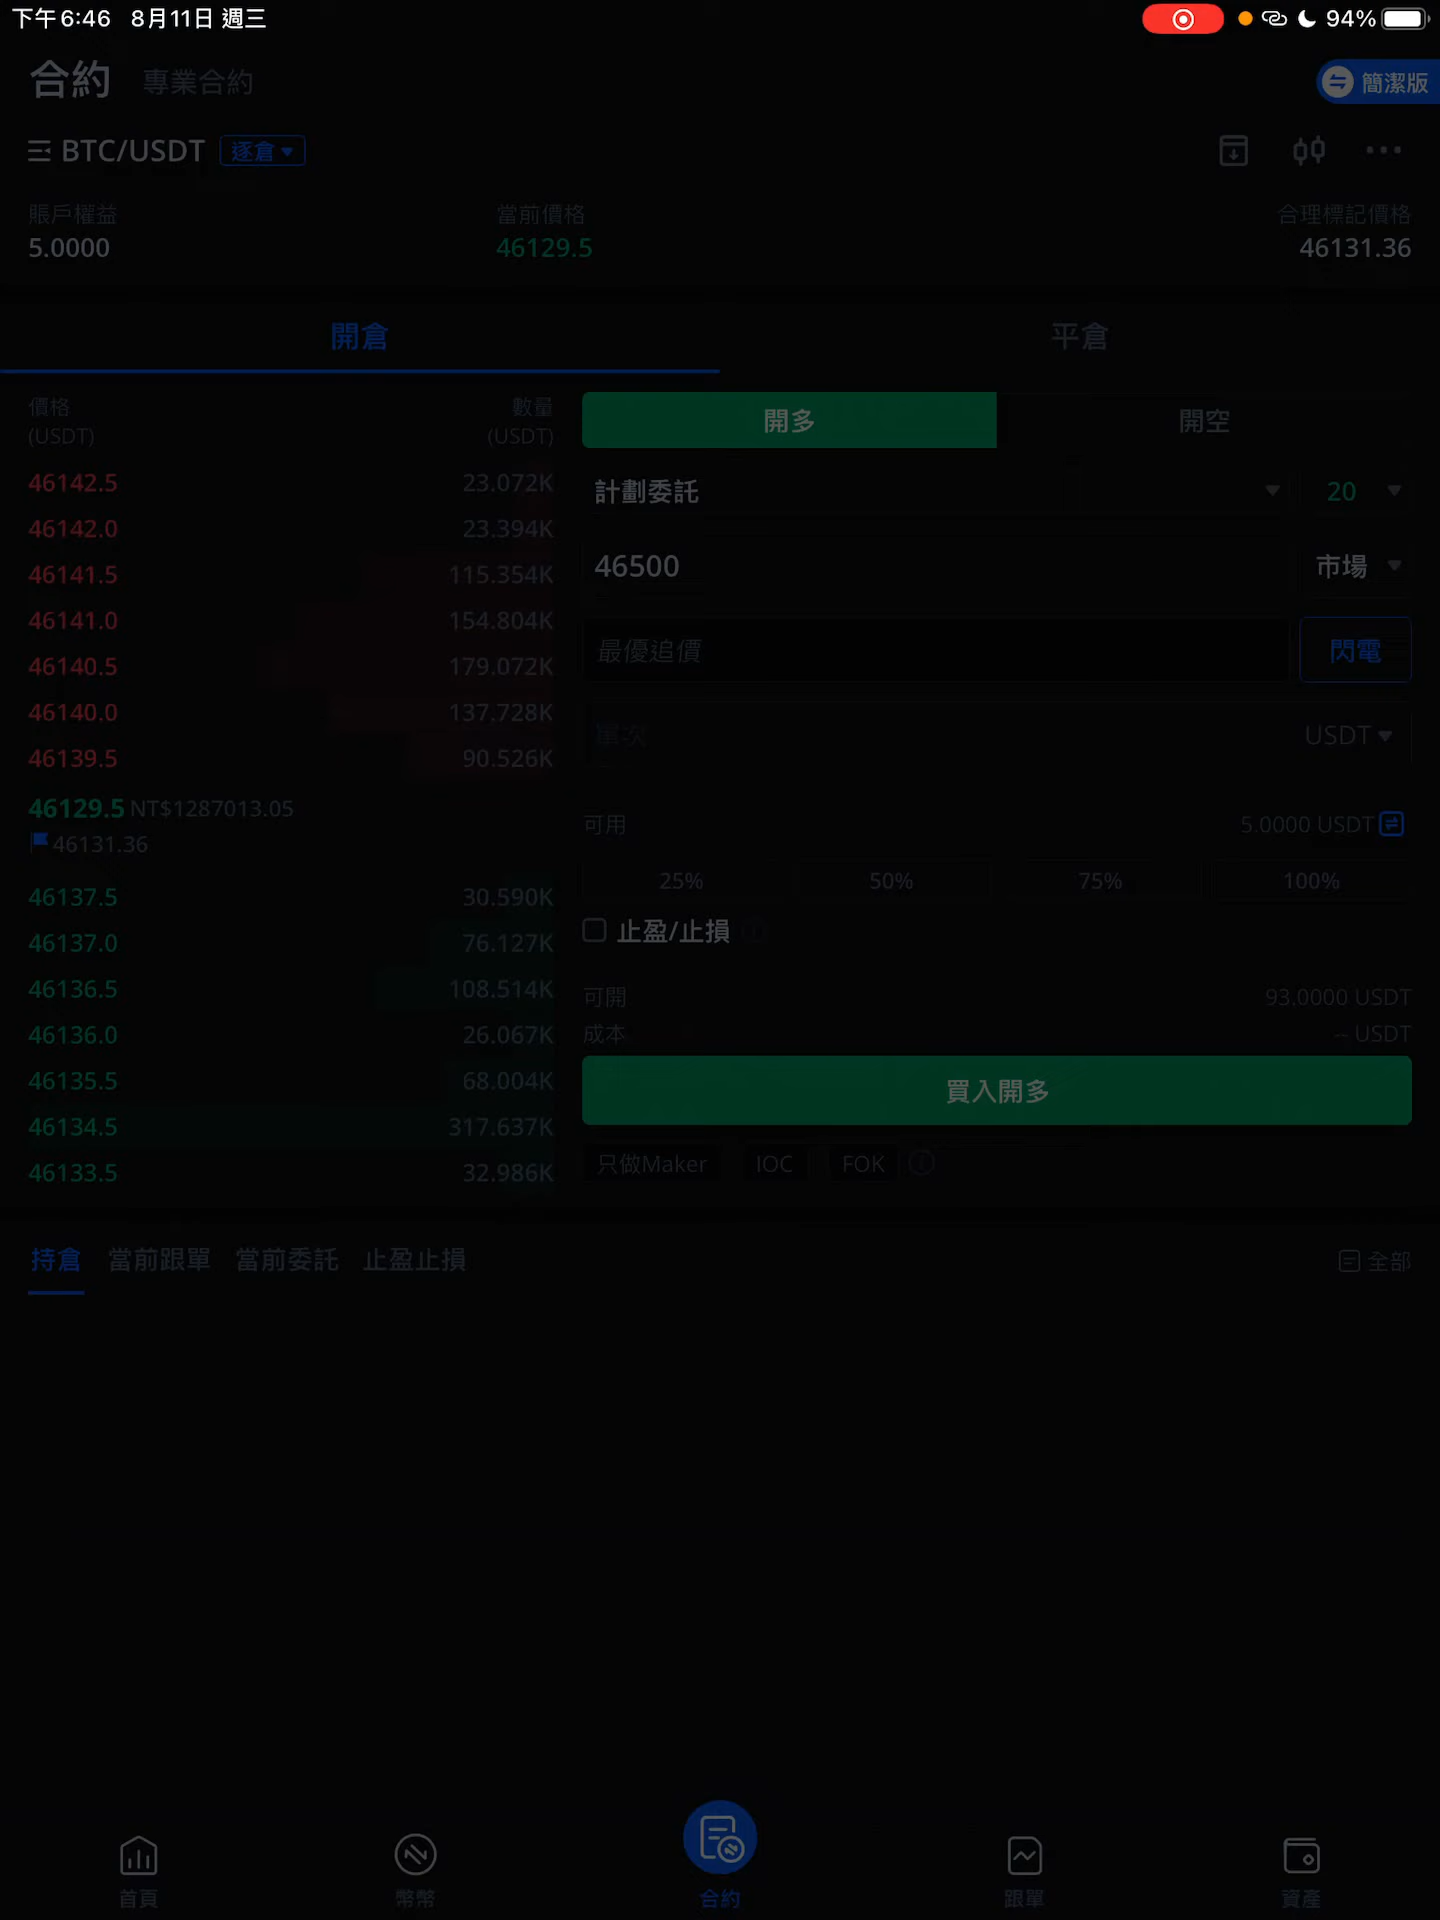 下午6:46 8月11日 週三 94%
合約 專業合約 簡潔版
BTC/USDT 逐倉
賬戶權益 當前價格 合理標記價格
5.0000 46129.5 46131.36
開倉 平倉
價格 數量
(USDT) (USDT)
46142.5 23.072K
46142.0 23.394K
46141.5 115.354K
46141.0 154.804K
46140.5 179.072K
46140.0 137.728K
46139.5 90.526K
46129.5 NT$1287013.05
46131.36
46137.5 30.590K
46137.0 76.127K
46136.5 108.514K
46136.0 26.067K
46135.5 68.004K
46134.5 317.637K
46133.5 32.986K
開多 開空
計劃委託 20
46500 市場
最優追價 閃電
單次 USDT
可用 5.0000 USDT
25% 50% 75% 100%
止盈/止損
可開 93.0000 USDT
成本 -- USDT
買入開多
只做Maker IOC FOK
持倉 當前跟單 當前委託 止盈止損 全部
首頁 幣幣 合約 跟單 資產